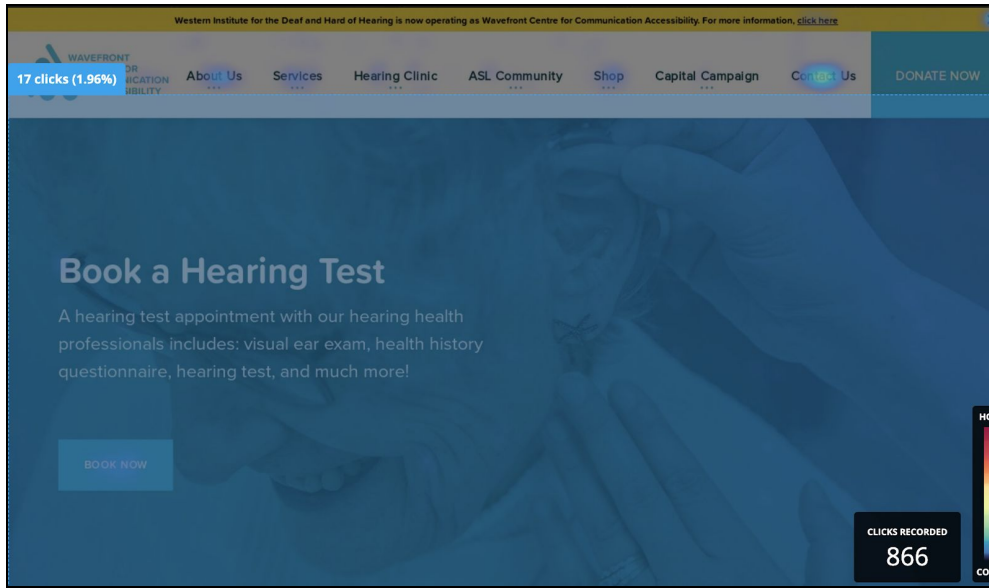 Western Institute for the Deaf and Hard of Hearing is now operating as Wavefront Centre for Communication Accessibility. For more information, click here
WAVEFRONT
17 clicks (1.96%)
About Us
Services
Hearing Clinic
ASL Community
Shop
Capital Campaign
Contact Us
DONATE NOW
Book a Hearing Test
A hearing test appointment with our hearing health
professionals includes: visual ear exam, health history
questionnaire, hearing test, and much more!
BOOK NOW
CLICKS RECORDED
866